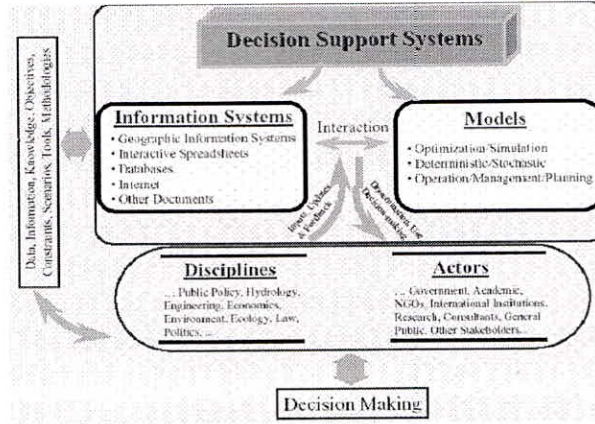 Decision Support Systems
Data, Information, Knowledge, Objectives,
Constraints, Scenarios, Tools, Methodologies
Information Systems
• Geographic Information Systems
• Interactive Spreadsheets
• Databases
• Internet
• Other Documents
Interaction
Models
• Optimization/Simulation
• Deterministic/Stochastic
• Operation/Management/Planning
Inputs, Updates
& Feedback
Dissemination, Use
Decision-making
Disciplines
... Public Policy, Hydrology,
Engineering, Economics,
Environment, Ecology, Law,
Politics, ...
Actors
... Government, Academic,
NGOs, International Institutions,
Research, Consultants, General
Public, Other Stakeholders...
Decision Making